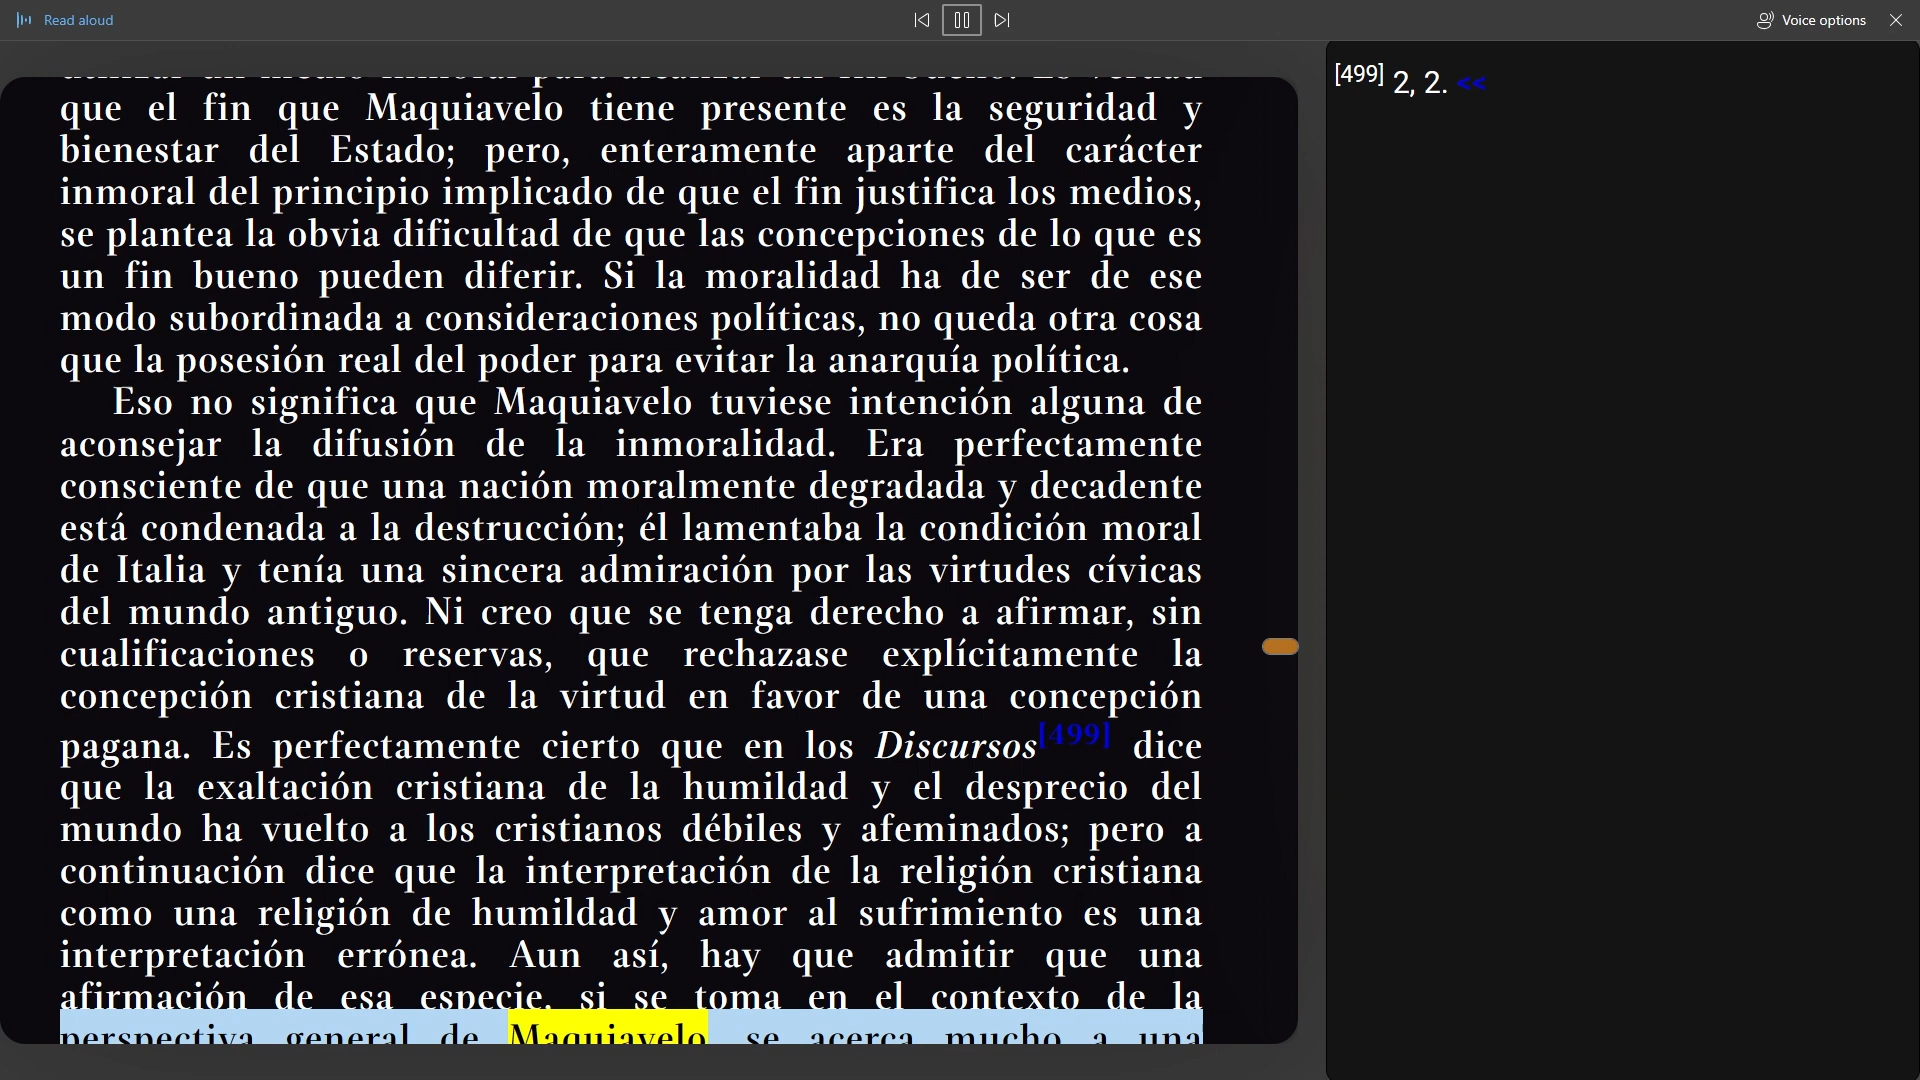 Read aloud
Voice options
que el fin que Maquiavelo tiene presente es la seguridad y
bienestar del Estado; pero, enteramente aparte del carácter
inmoral del principio implicado de que el fin justifica los medios,
se plantea la obvia dificultad de que las concepciones de lo que es
un fin bueno pueden diferir. Si la moralidad ha de ser de ese
modo subordinada a consideraciones políticas, no queda otra cosa
que la posesión real del poder para evitar la anarquía política.
Eso no significa que Maquiavelo tuviese intención alguna de
aconsejar la difusión de la inmoralidad. Era perfectamente
consciente de que una nación moralmente degradada y decadente
está condenada a la destrucción; él lamentaba la condición moral
de Italia y tenía una sincera admiración por las virtudes cívicas
del mundo antiguo. Ni creo que se tenga derecho a afirmar, sin
cualificaciones o reservas, que rechazase explícitamente la
concepción cristiana de la virtud en favor de una concepción
pagana. Es perfectamente cierto que en los Discursos[499] dice
que la exaltación cristiana de la humildad y el desprecio del
mundo ha vuelto a los cristianos débiles y afeminados; pero a
continuación dice que la interpretación de la religión cristiana
como una religión de humildad y amor al sufrimiento es una
interpretación errónea. Aun así, hay que admitir que una
afirmación de esa especie, si se toma en el contexto de la
perspectiva general de Maquiavelo se acerca mucho a una
[499] 2, 2. <<